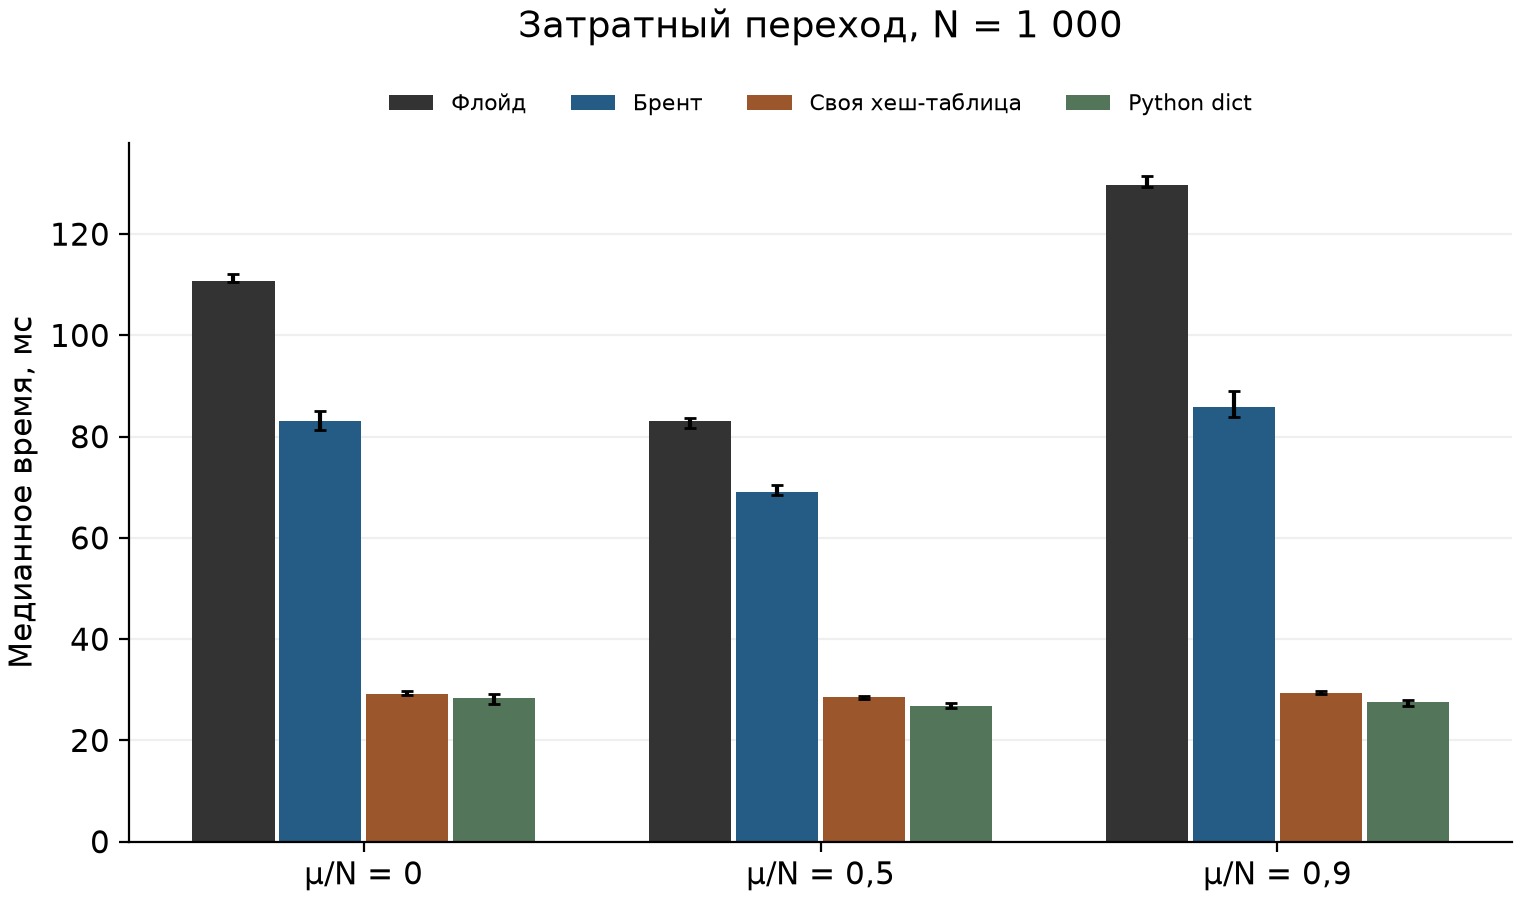 Затратный переход, N = 1 000
Флойд Брент Своя хеш-таблица Python dict
Медианное время, мс
120
100
80
60
40
20
0
μ/N = 0 μ/N = 0,5 μ/N = 0,9